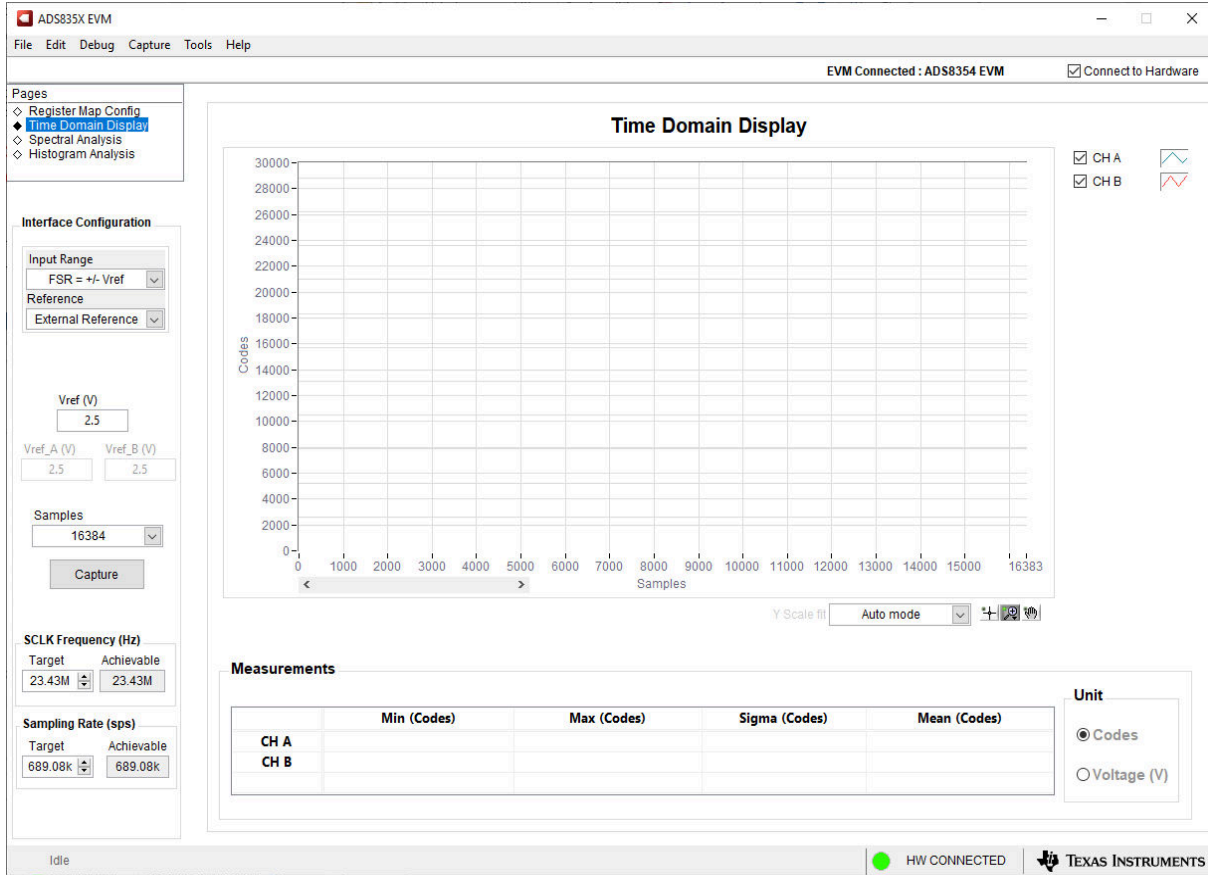 ADS835X EVM
File Edit Debug Capture Tools Help
EVM Connected : ADS8354 EVM
Connect to Hardware
Pages
Register Map Config
Time Domain Display
Spectral Analysis
Histogram Analysis
Interface Configuration
Input Range
FSR = +/- Vref
Reference
External Reference
Vref (V)
2.5
Vref_A (V) Vref_B (V)
2.5 2.5
Samples
16384
Capture
SCLK Frequency (Hz)
Target Achievable
23.43M 23.43M
Sampling Rate (sps)
Target Achievable
689.08k 689.08k
Time Domain Display
CH A
CH B
Codes
30000
28000
26000
24000
22000
20000
18000
16000
14000
12000
10000
8000
6000
4000
2000
0
0 1000 2000 3000 4000 5000 6000 7000 8000 9000 10000 11000 12000 13000 14000 15000 16383
Samples
Y Scale fit Auto mode
Measurements
Min (Codes) Max (Codes) Sigma (Codes) Mean (Codes)
CH A
CH B
Unit
Codes
Voltage (V)
Idle
HW CONNECTED
TEXAS INSTRUMENTS